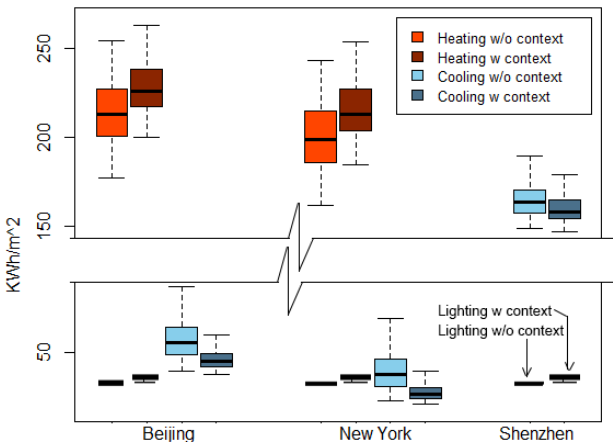 250
200
150
50
KWh/m^2
Heating w/o context
Heating w context
Cooling w/o context
Cooling w context
Lighting w context
Lighting w/o context
Beijing
New York
Shenzhen